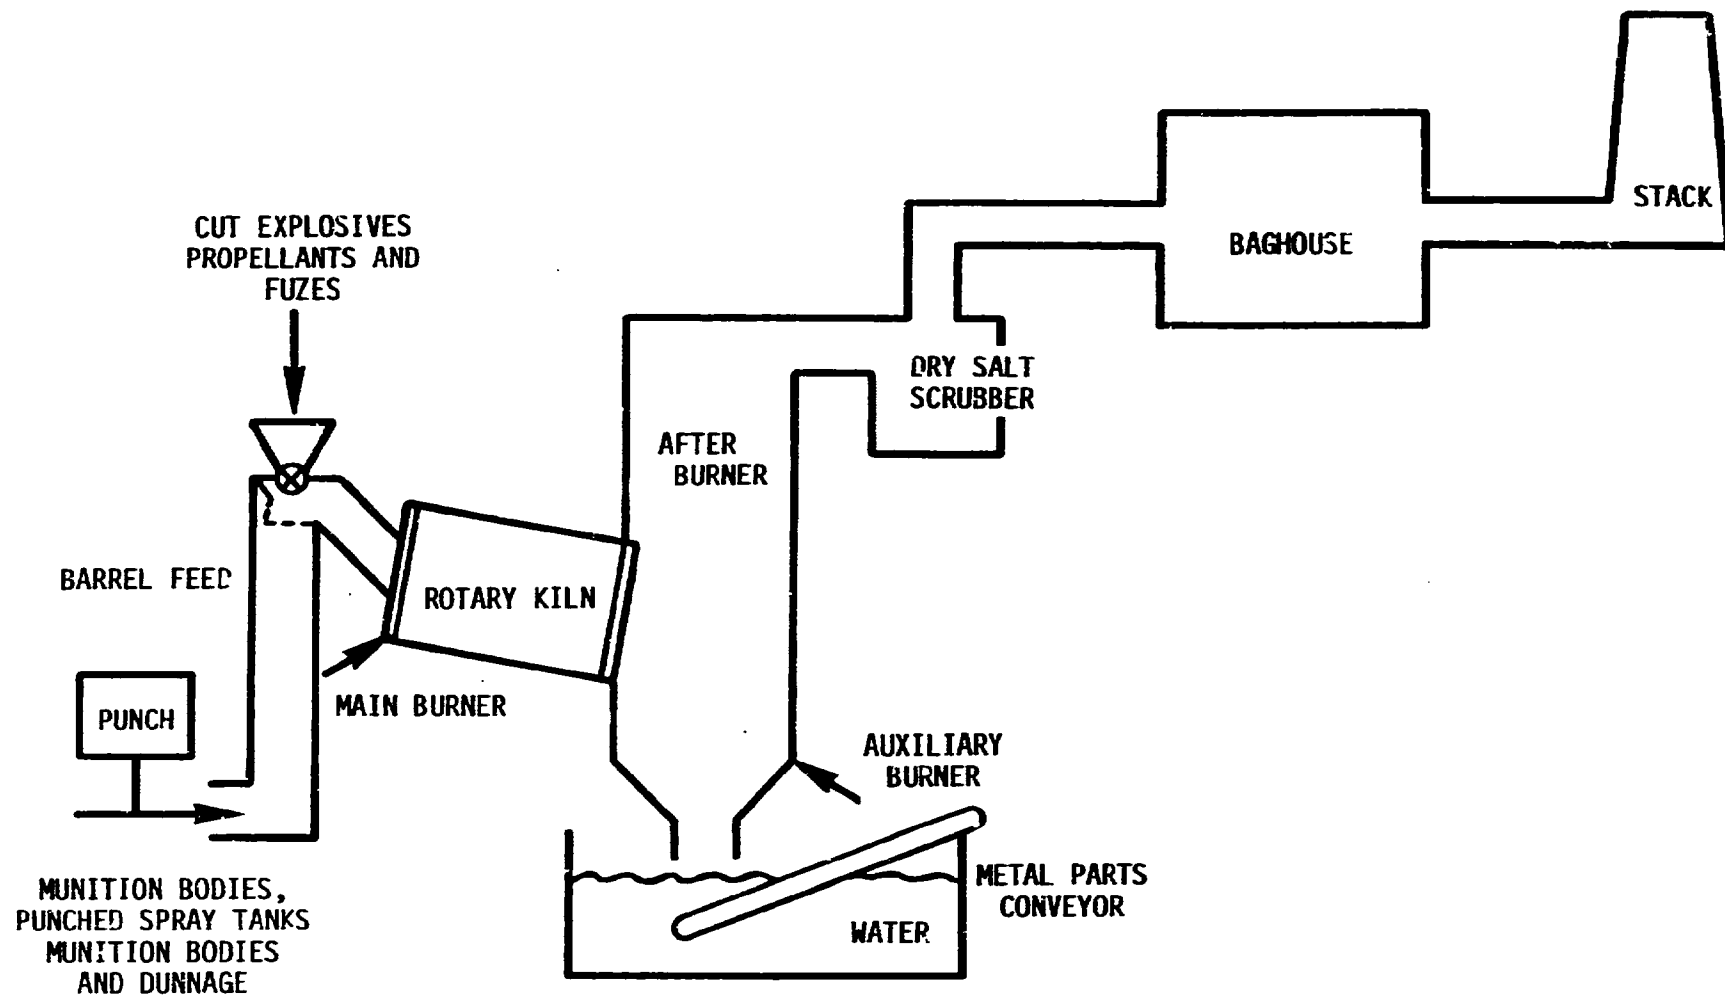 STACK
BAGHOUSE
CUT EXPLOSIVES
PROPELLANTS AND
FUZES
DRY SALT
SCRUBBER
AFTER
BURNER
BARREL FEED
ROTARY KILN
MAIN BURNER
PUNCH
AUXILIARY
BURNER
METAL PARTS
CONVEYOR
WATER
MUNITION BODIES,
PUNCHED SPRAY TANKS
MUNITION BODIES
AND DUNNAGE